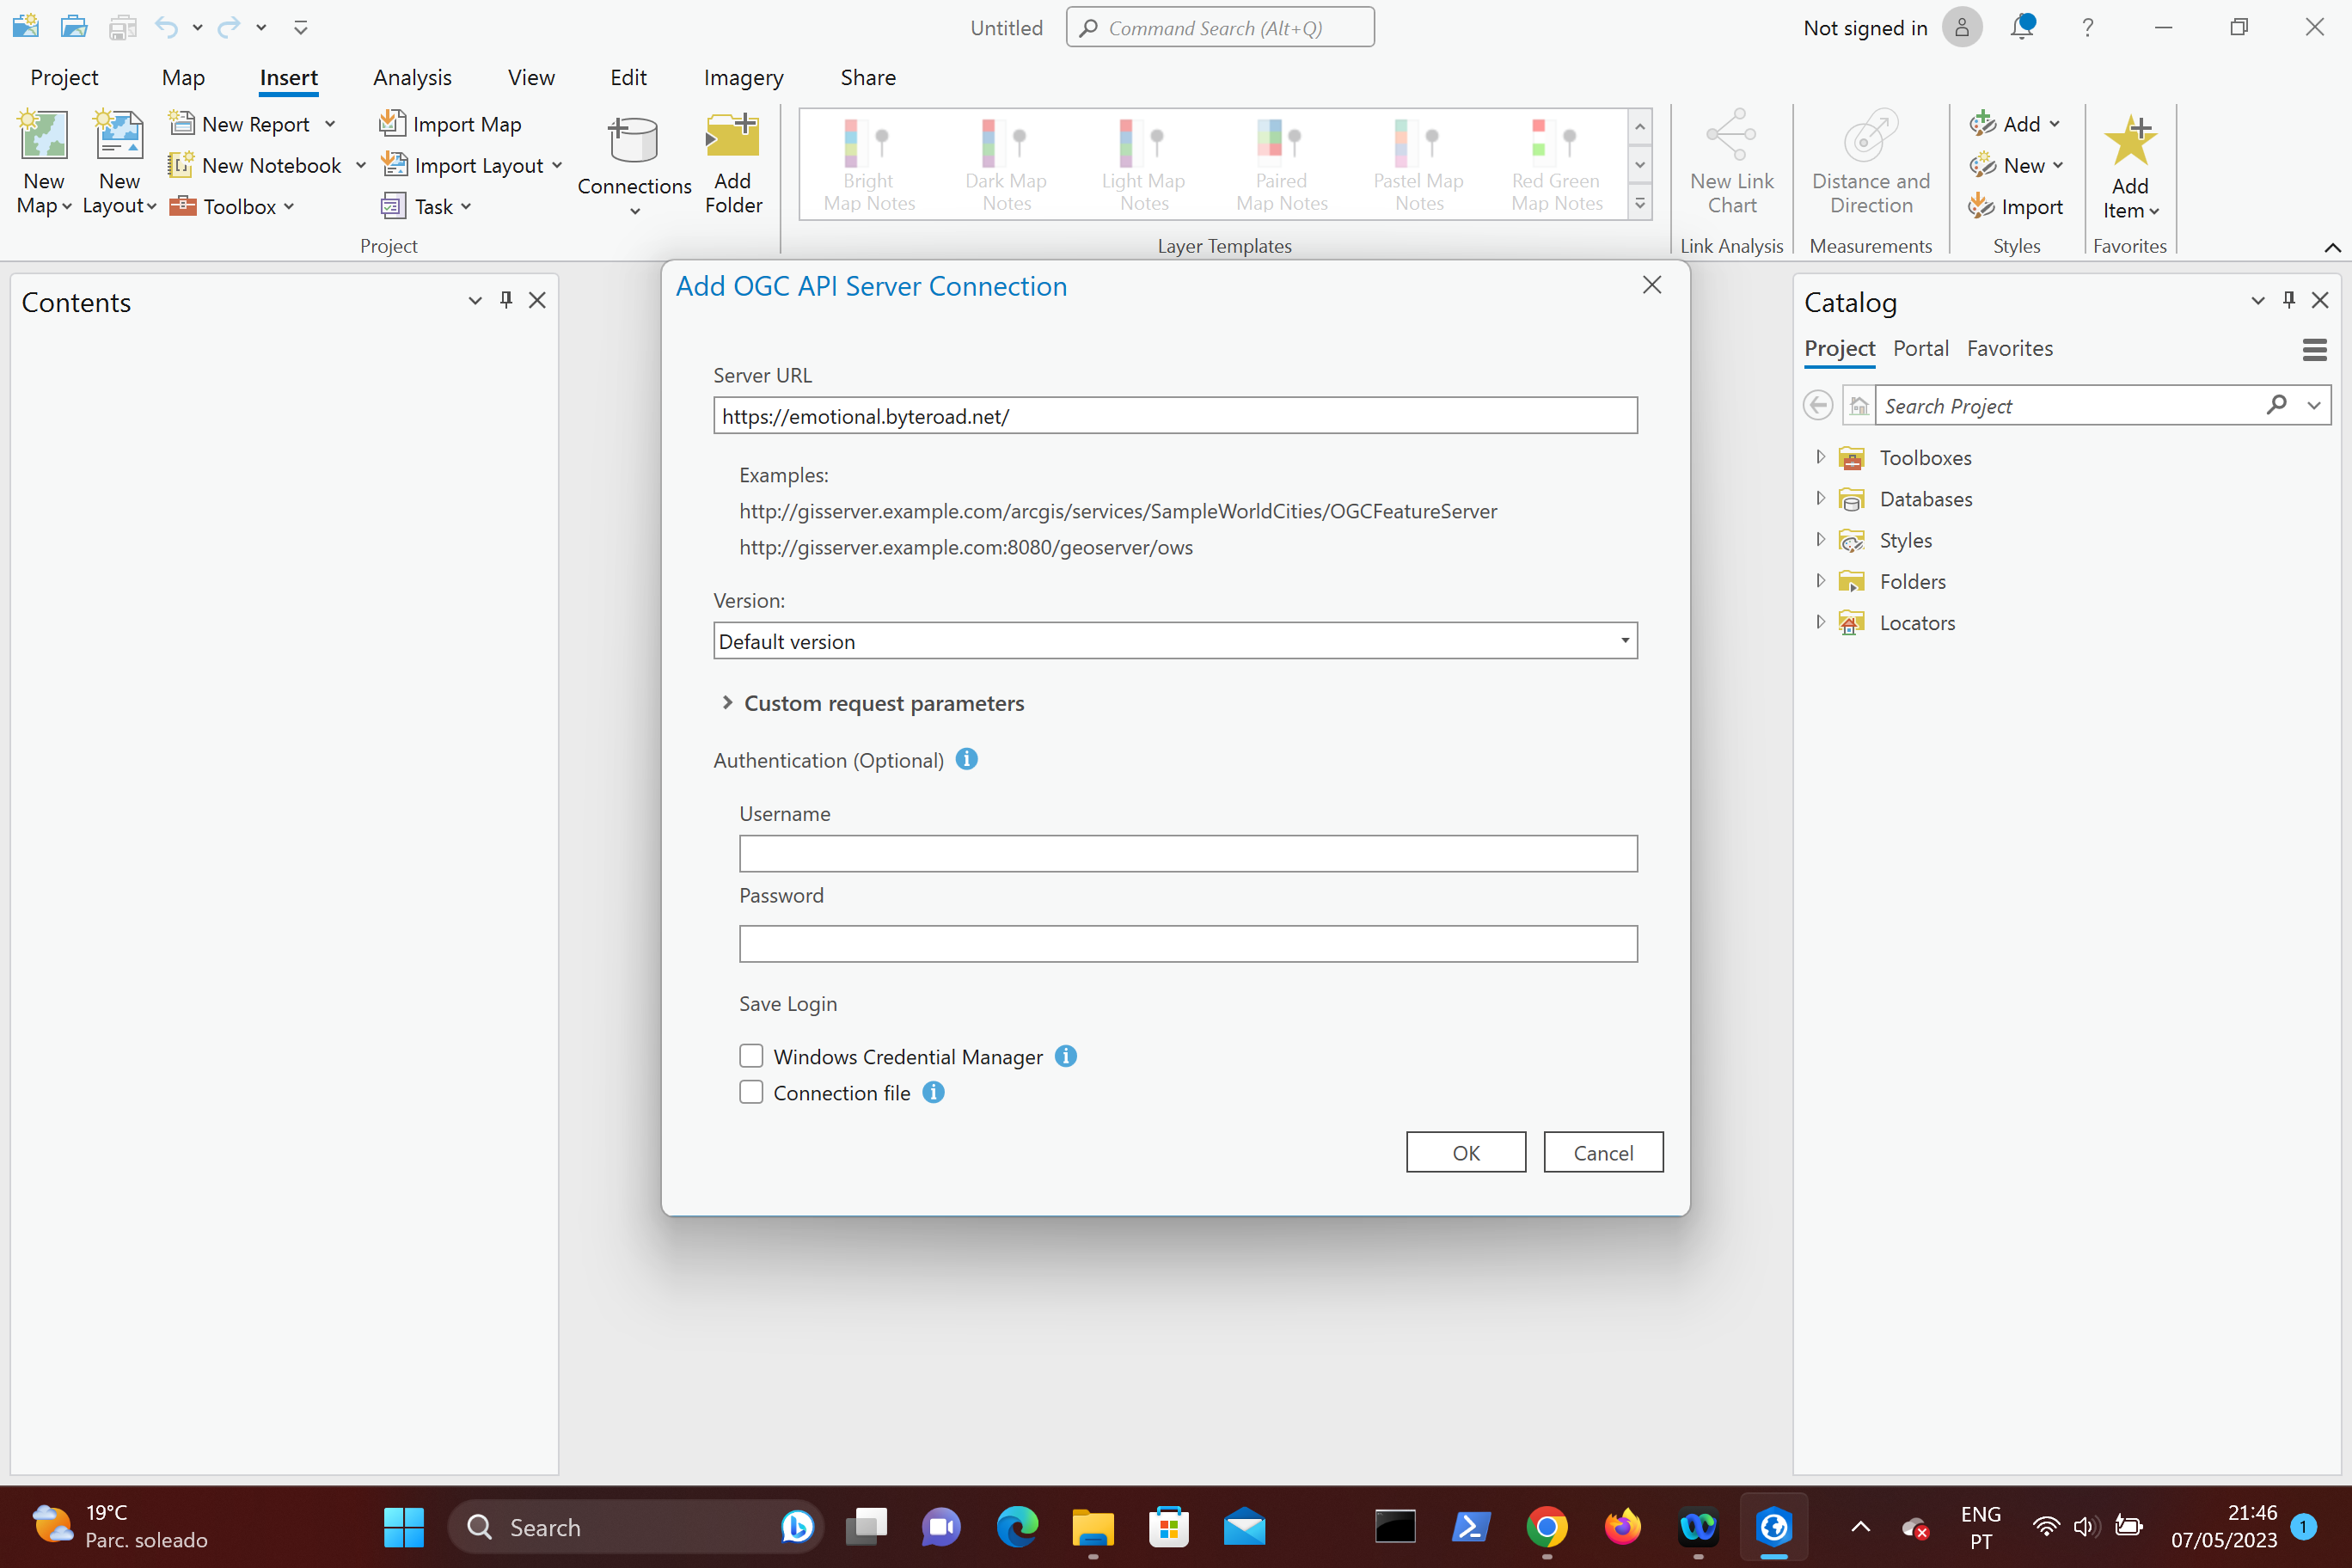 Untitled
Command Search (Alt+Q)
Not signed in
Project Map Insert Analysis View Edit Imagery Share
New Map
New Layout
New Report
New Notebook
Toolbox
Import Map
Import Layout
Task
Connections
Add Folder
Project
Bright Map Notes
Dark Map Notes
Light Map Notes
Paired Map Notes
Pastel Map Notes
Red Green Map Notes
Layer Templates
New Link Chart
Link Analysis
Distance and Direction
Measurements
Add
New
Import
Styles
Add Item
Favorites
Contents
Add OGC API Server Connection
Server URL
https://emotional.byteroad.net/
Examples:
http://gisserver.example.com/arcgis/services/SampleWorldCities/OGCFeatureServer
http://gisserver.example.com:8080/geoserver/ows
Version:
Default version
Custom request parameters
Authentication (Optional)
Username
Password
Save Login
Windows Credential Manager
Connection file
OK Cancel
Catalog
Project Portal Favorites
Search Project
Toolboxes
Databases
Styles
Folders
Locators
19°C
Parc. soleado
Search
ENG
PT
21:46
07/05/2023
1